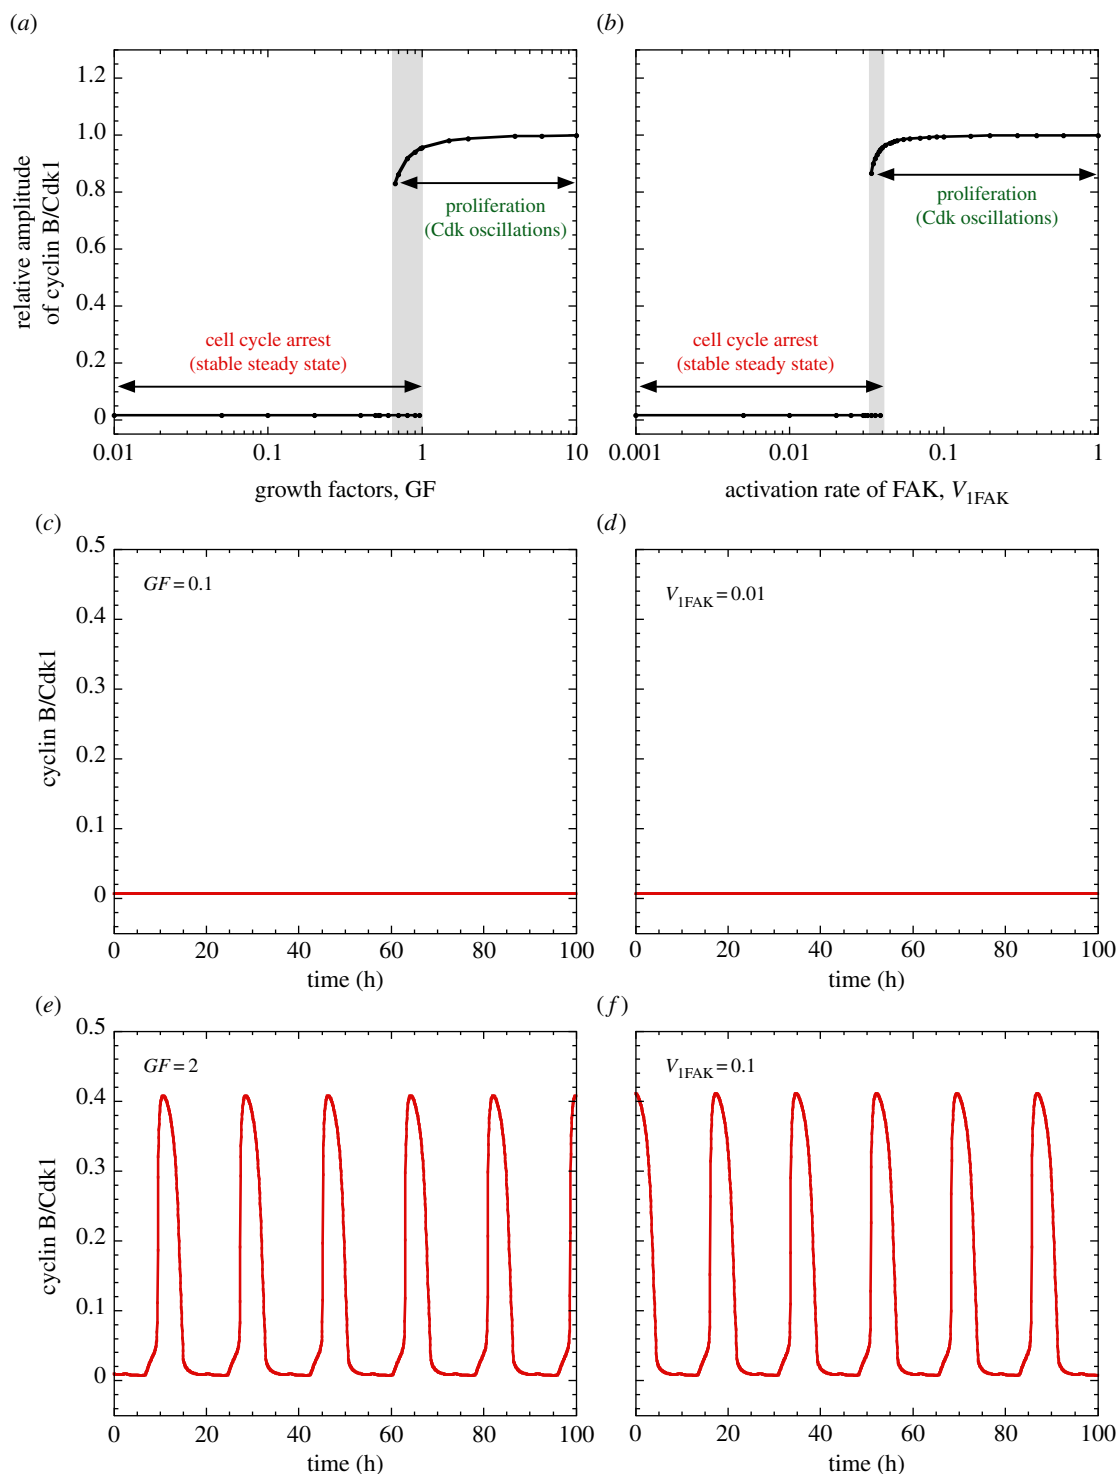 (a)
1.2
1.0
0.8
0.6
0.4
0.2
0
relative amplitude
of cyclin B/Cdk1
proliferation
(Cdk oscillations)
cell cycle arrest
(stable steady state)
0.01 0.1 1 10
growth factors, GF
(b)
proliferation
(Cdk oscillations)
cell cycle arrest
(stable steady state)
0.001 0.01 0.1 1
activation rate of FAK, V1FAK
(c)
0.5
0.4
0.3
0.2
0.1
0
cyclin B/Cdk1
GF = 0.1
0 20 40 60 80 100
time (h)
(d)
V1FAK = 0.01
0 20 40 60 80 100
time (h)
(e)
0.5
0.4
0.3
0.2
0.1
0
cyclin B/Cdk1
GF = 2
0 20 40 60 80 100
time (h)
(f)
V1FAK = 0.1
0 20 40 60 80 100
time (h)